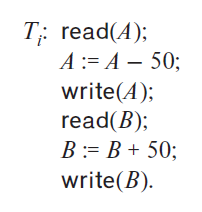 Tᵢ: read(A);
A := A − 50;
write(A);
read(B);
B := B + 50;
write(B).